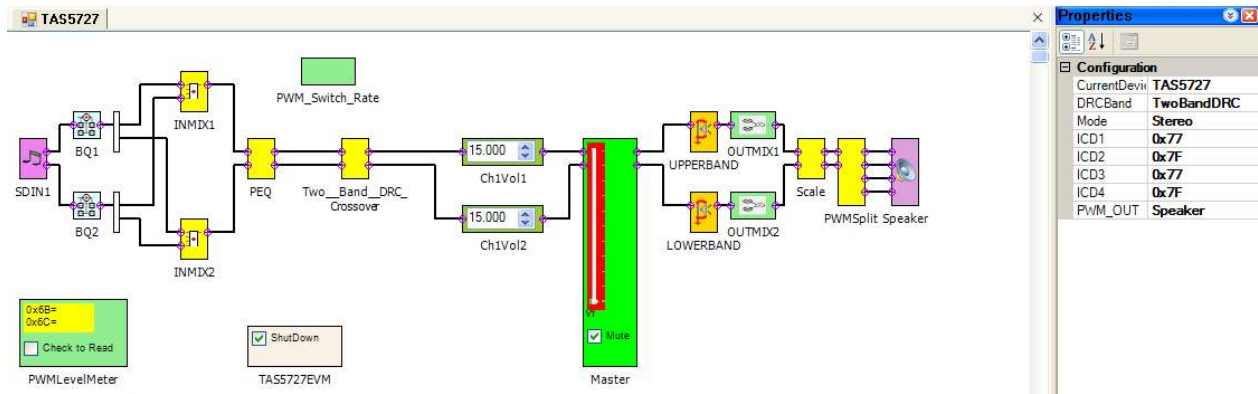 TAS5727
PWM_Switch_Rate
INMIX1
BQ1
SDIN1
BQ2
INMIX2
PEQ
Two__Band_DRC_
Crossover
15.000
Ch1Vol1
15.000
Ch1Vol2
Mute
Master
UPPERBAND
OUTMIX1
LOWERBAND
OUTMIX2
Scale
PWMSplit
Speaker
0x6B=
0x6C=
Check to Read
PWMLevelMeter
ShutDown
TAS5727EVM
Properties
Configuration
CurrentDevi TAS5727
DRCBand TwoBandDRC
Mode Stereo
ICD1 0x77
ICD2 0x7F
ICD3 0x77
ICD4 0x7F
PWM_OUT Speaker